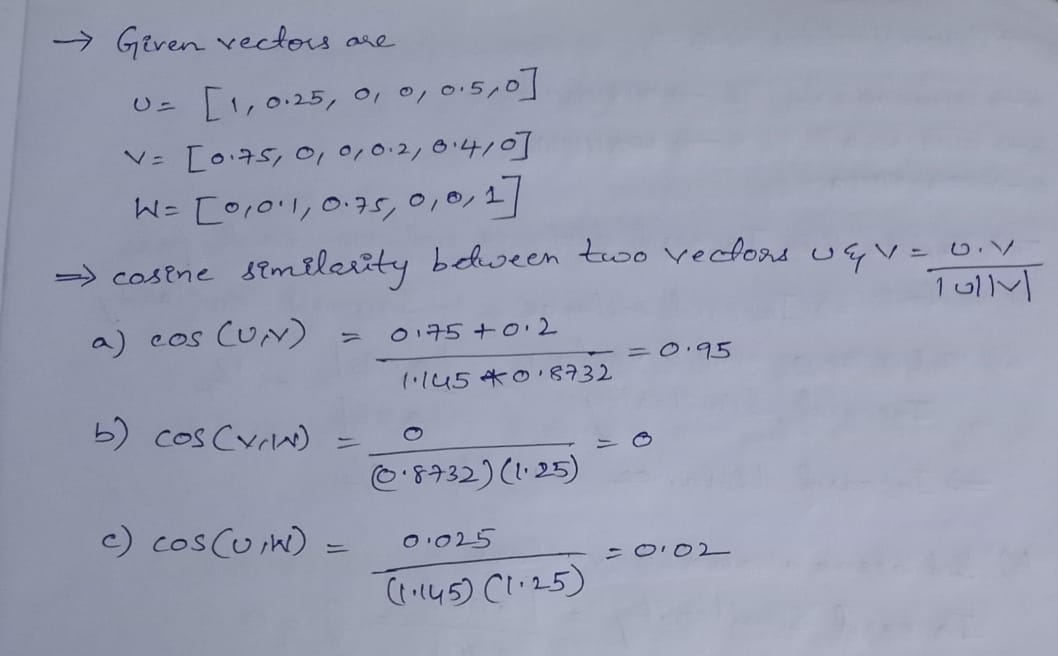 → Given vectors are
U = [1, 0.25, 0, 0, 0.5, 0]
V = [0.75, 0, 0, 0.2, 0.4, 0]
W = [0, 0.1, 0.75, 0, 0, 1]
⇒ cosine similarity between two vectors U & V = U.V / |U||V|
a) cos (U,V) = 0.75 + 0.2 / 1.145 * 0.8732 = 0.95
b) cos (V,W) = 0 / (0.8732) (1.25) = 0
c) cos (U,W) = 0.025 / (1.145) (1.25) = 0.02